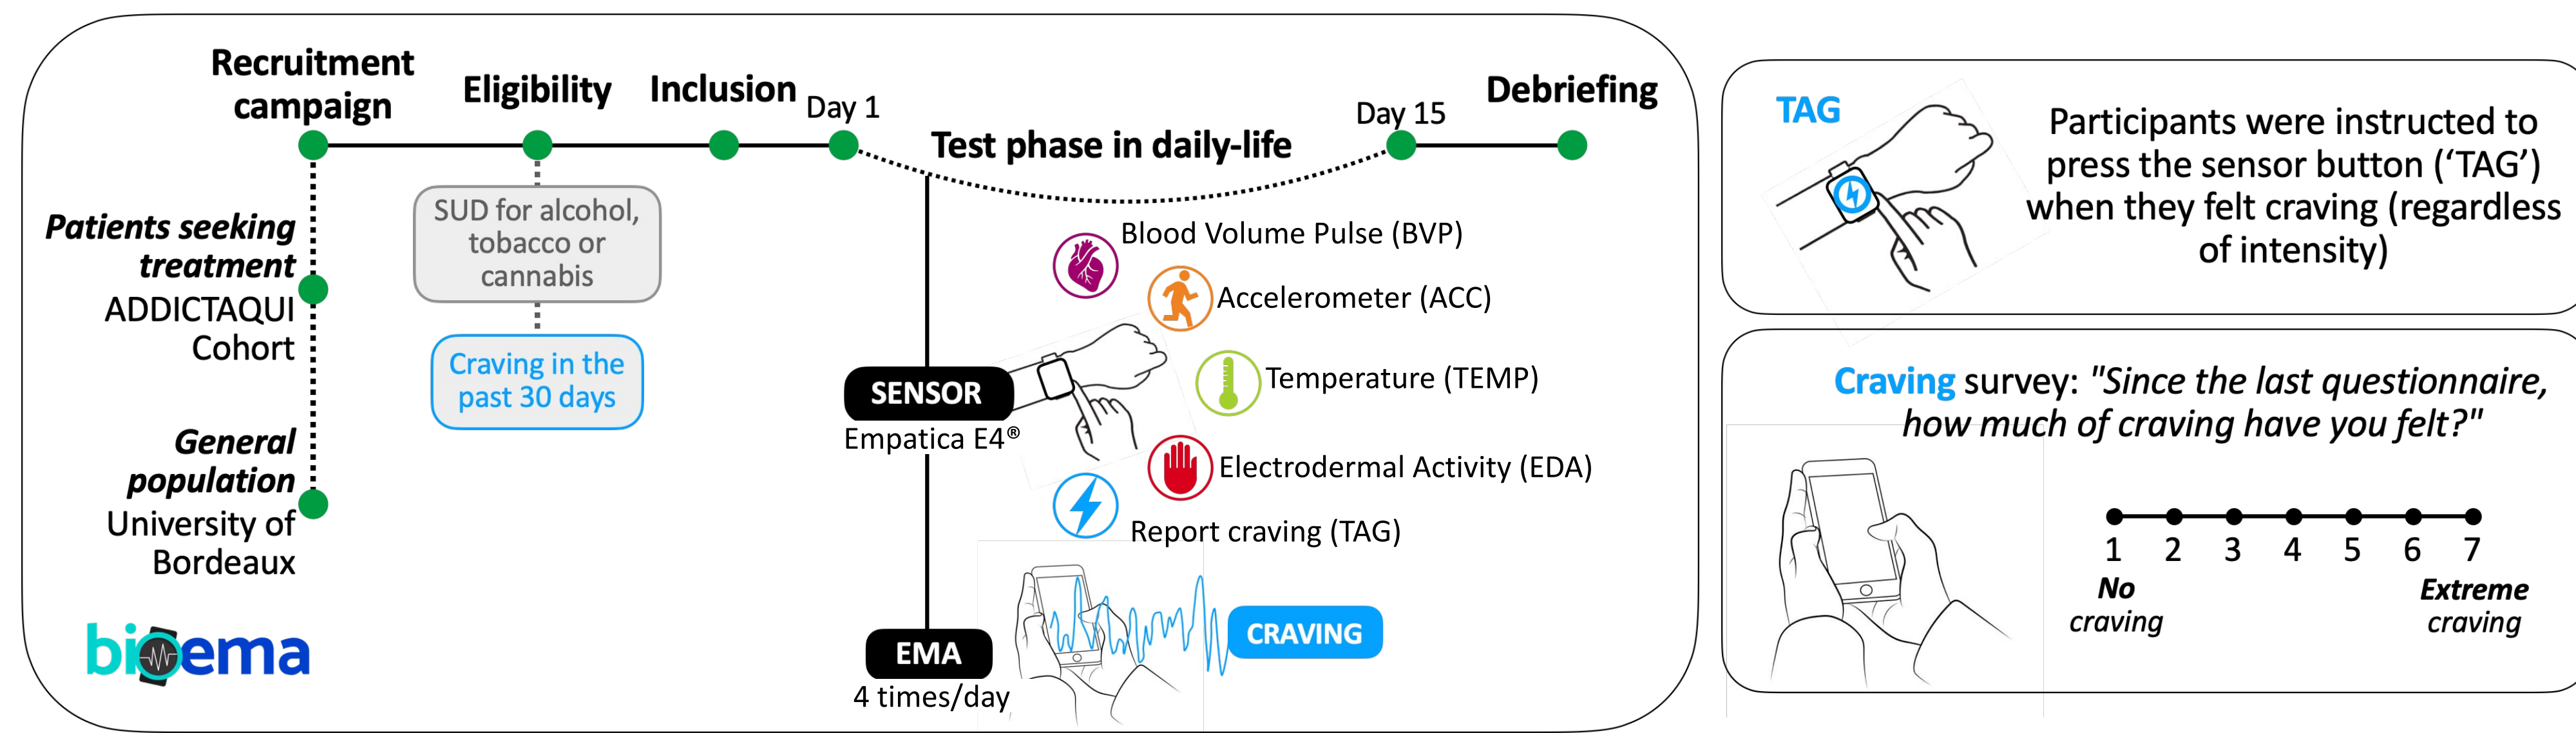 Recruitment
campaign
Eligibility
Inclusion
Day 1
Test phase in daily-life
Day 15
Debriefing
Patients seeking
treatment
ADDICTAQUI
Cohort
General
population
University of
Bordeaux
SUD for alcohol,
tobacco or
cannabis
Craving in the
past 30 days
SENSOR
Empatica E4®
Blood Volume Pulse (BVP)
Accelerometer (ACC)
Temperature (TEMP)
Electrodermal Activity (EDA)
Report craving (TAG)
EMA
4 times/day
CRAVING
bioema
TAG
Participants were instructed to
press the sensor button (‘TAG’)
when they felt craving (regardless
of intensity)
Craving survey: "Since the last questionnaire,
how much of craving have you felt?"
1 2 3 4 5 6 7
No
craving
Extreme
craving